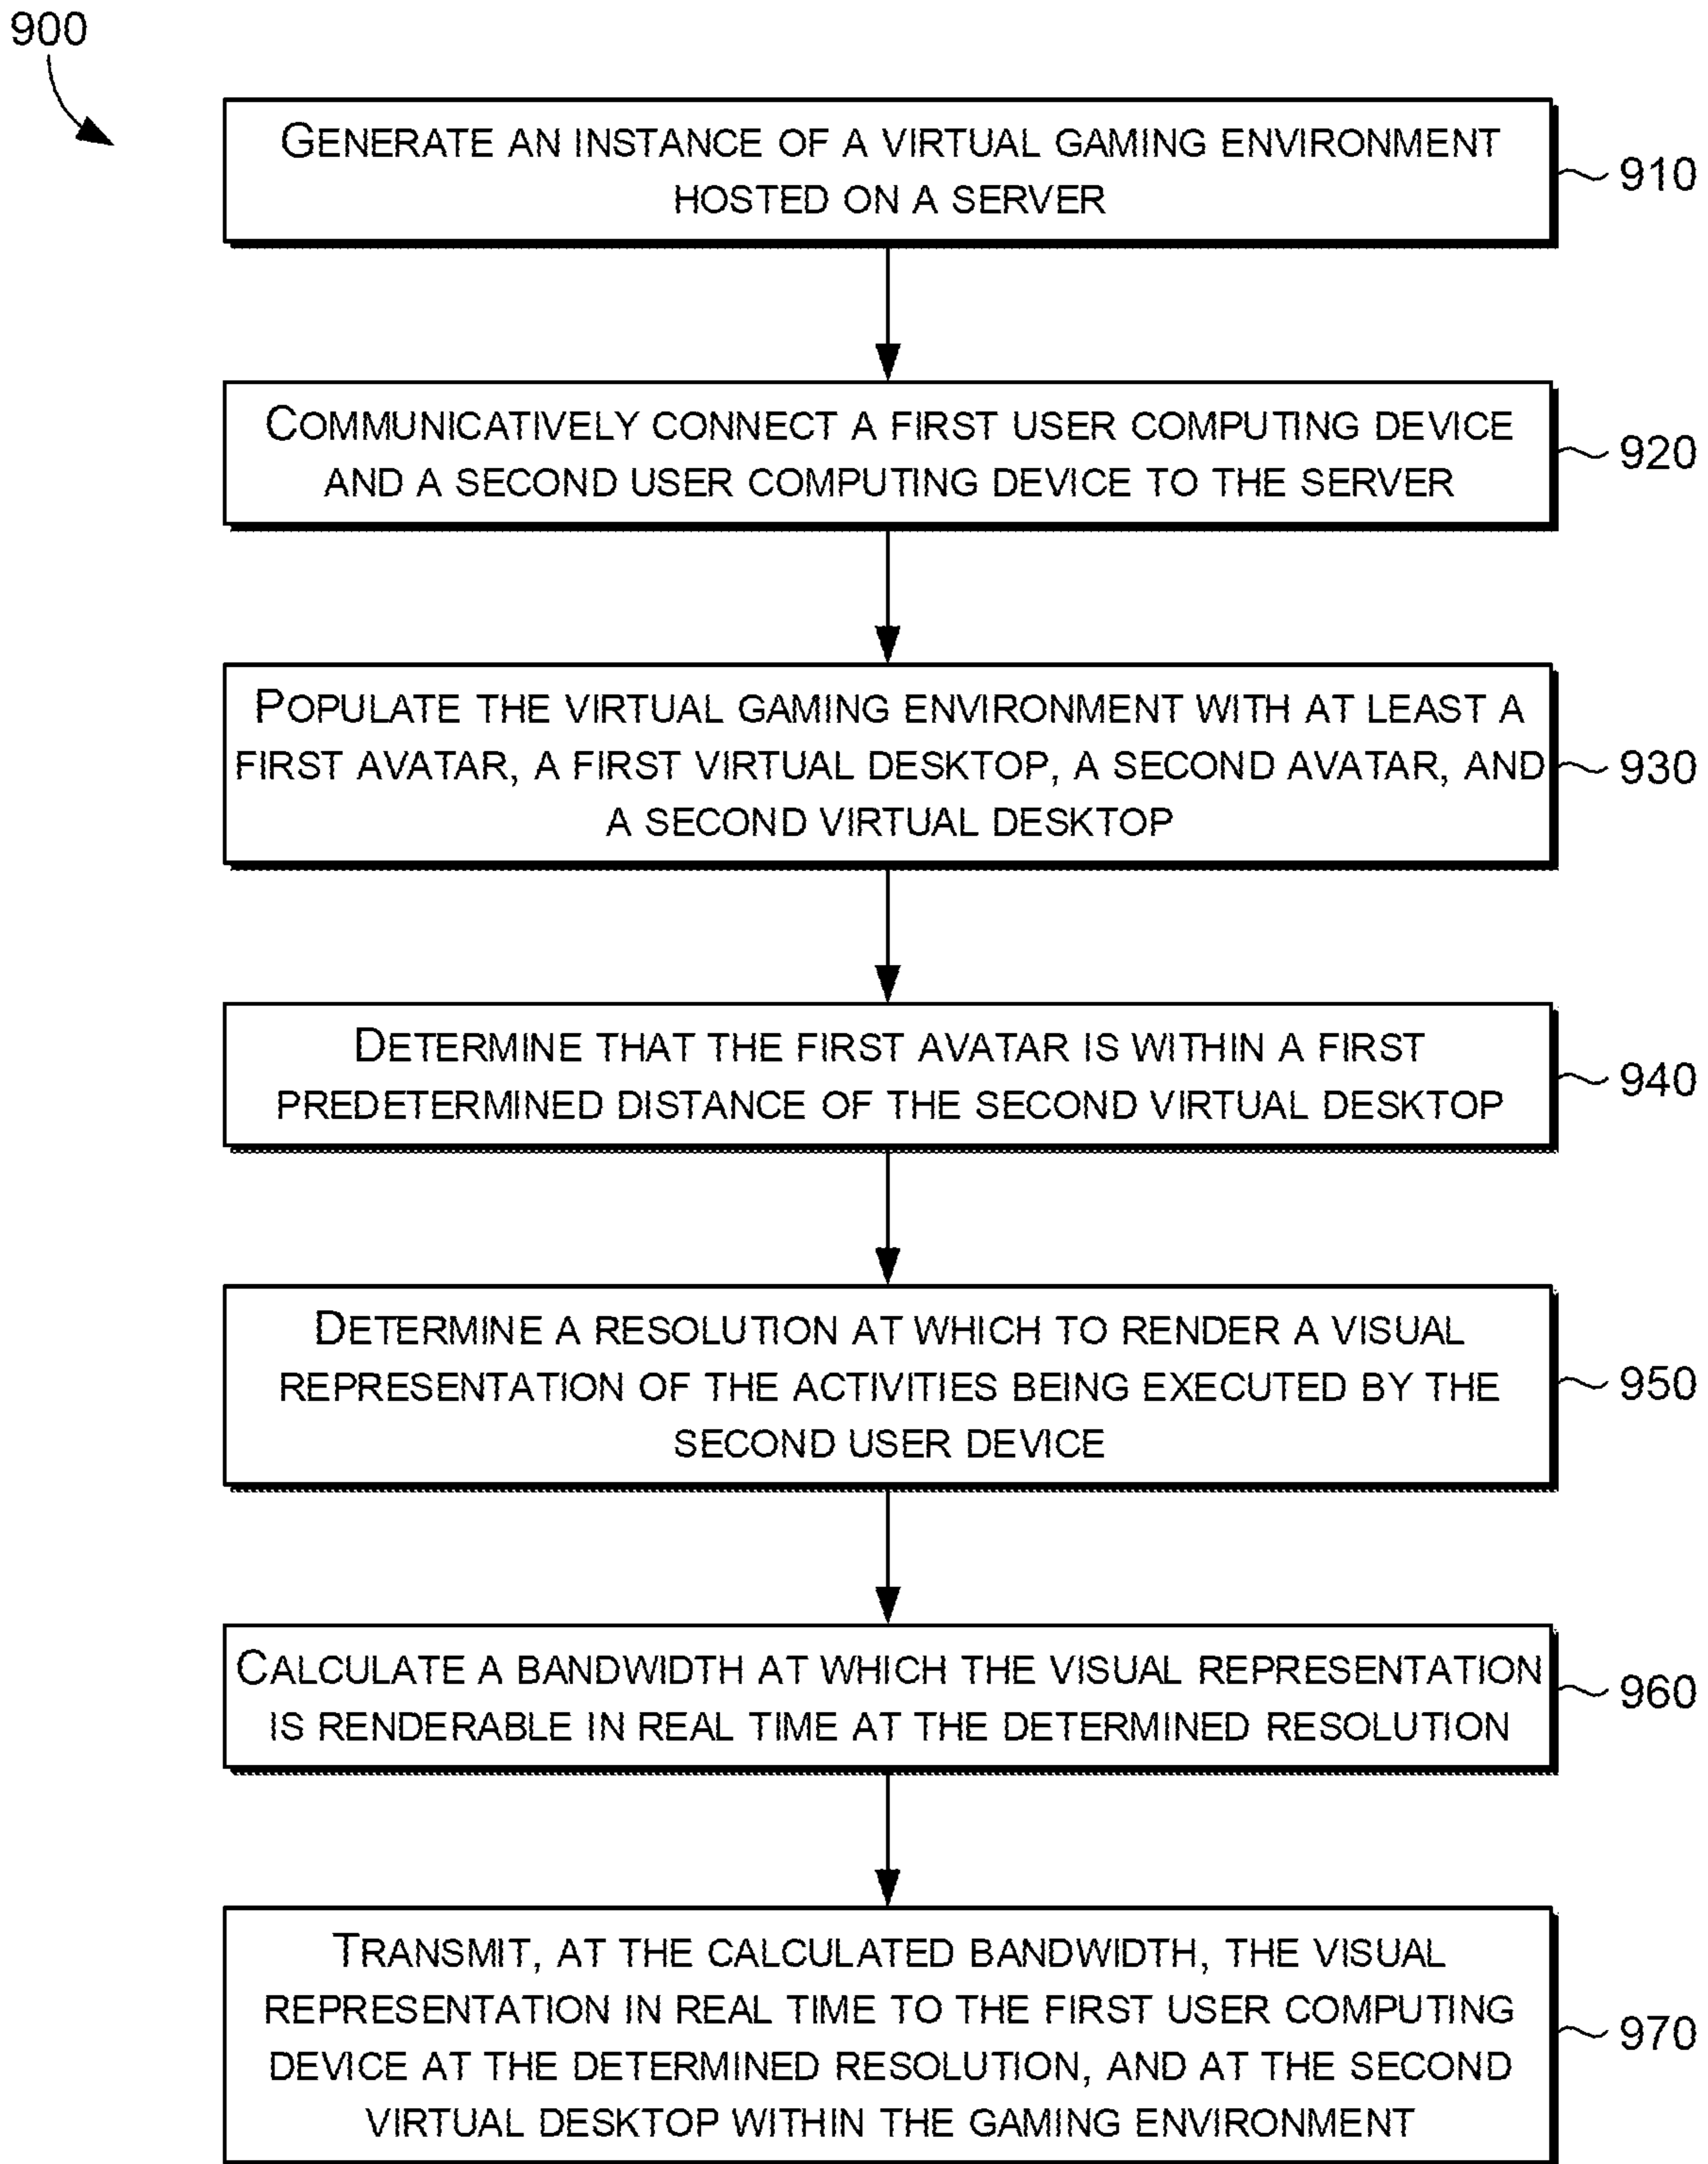 900
GENERATE AN INSTANCE OF A VIRTUAL GAMING ENVIRONMENT
HOSTED ON A SERVER
910
COMMUNICATIVELY CONNECT A FIRST USER COMPUTING DEVICE
AND A SECOND USER COMPUTING DEVICE TO THE SERVER
920
POPULATE THE VIRTUAL GAMING ENVIRONMENT WITH AT LEAST A
FIRST AVATAR, A FIRST VIRTUAL DESKTOP, A SECOND AVATAR, AND
A SECOND VIRTUAL DESKTOP
930
DETERMINE THAT THE FIRST AVATAR IS WITHIN A FIRST
PREDETERMINED DISTANCE OF THE SECOND VIRTUAL DESKTOP
940
DETERMINE A RESOLUTION AT WHICH TO RENDER A VISUAL
REPRESENTATION OF THE ACTIVITIES BEING EXECUTED BY THE
SECOND USER DEVICE
950
CALCULATE A BANDWIDTH AT WHICH THE VISUAL REPRESENTATION
IS RENDERABLE IN REAL TIME AT THE DETERMINED RESOLUTION
960
TRANSMIT, AT THE CALCULATED BANDWIDTH, THE VISUAL
REPRESENTATION IN REAL TIME TO THE FIRST USER COMPUTING
DEVICE AT THE DETERMINED RESOLUTION, AND AT THE SECOND
VIRTUAL DESKTOP WITHIN THE GAMING ENVIRONMENT
970